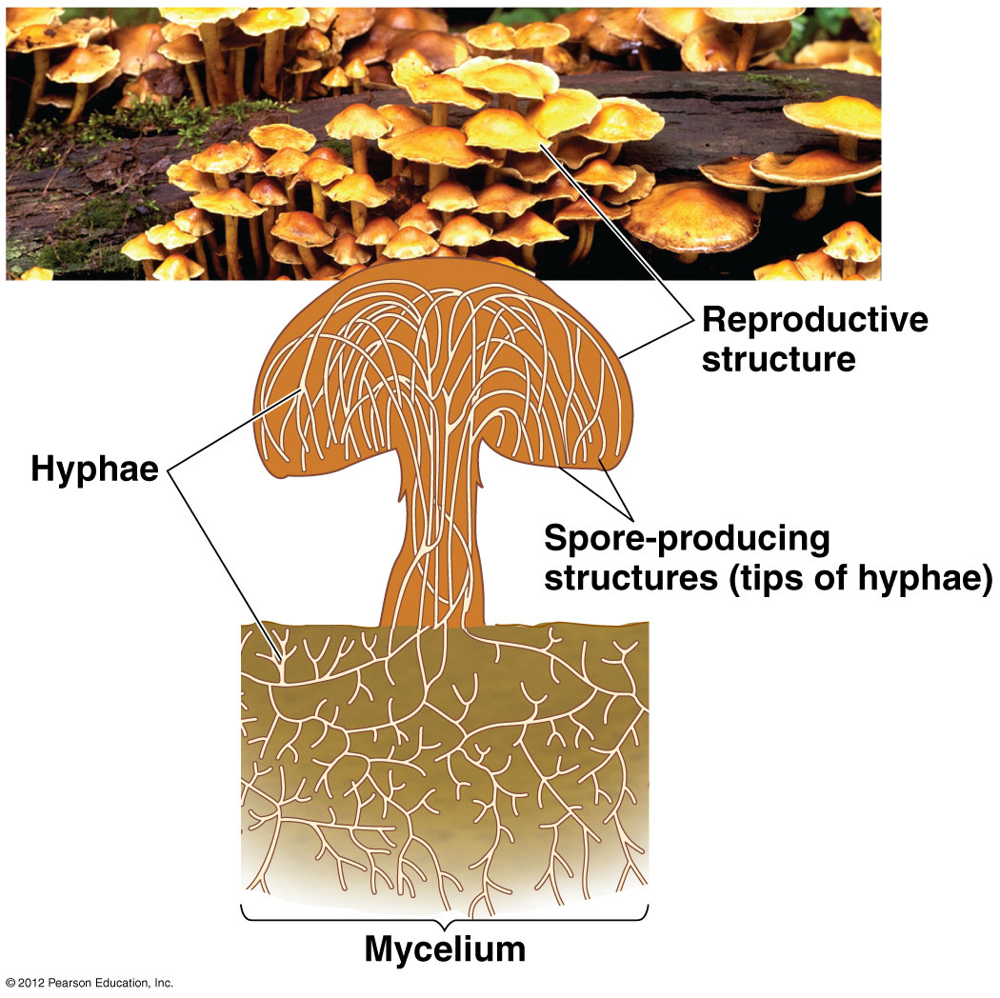 Reproductive
structure
Hyphae
Spore-producing
structures (tips of hyphae)
Mycelium
© 2012 Pearson Education, Inc.